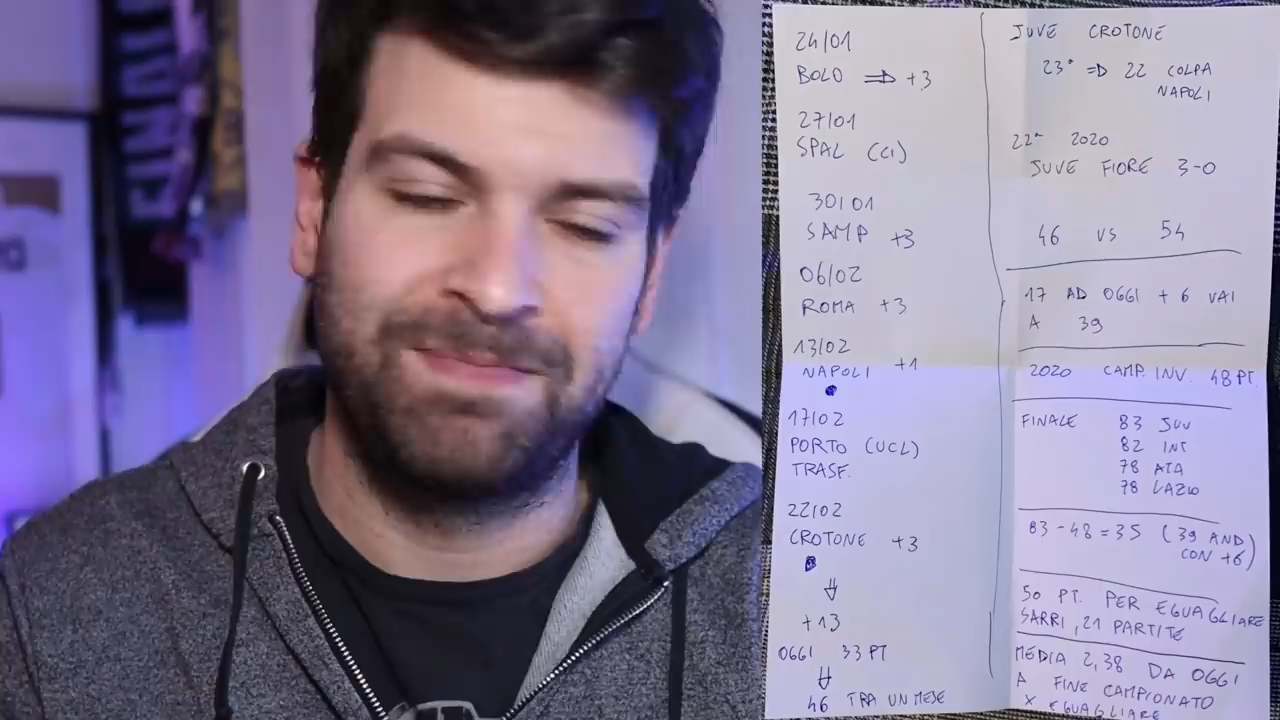 24/01
BOLO ⇒ +3
27/01
SPAL (CI)
30/01
SAMP +3
06/02
ROMA +3
13/02
NAPOLI +1
17/02
PORTO (UCL)
TRASF.
22/02
CROTONE +3
⇓
+13
OGGI 33 PT
⇓
46 TRA UN MESE
JUVE CROTONE
23ª ⇒ 22 COLPA
NAPOLI
22ª 2020
JUVE FIORE 3-0
46 VS 54
17 AD OGGI + 6 VAI
A 39
2020 CAMP. INV. 48 PT.
FINALE 83 JUV
82 INT
78 ATA
78 LAZIO
83 - 48 = 35 (39 AND
CON +6)
50 PT. PER EGUAGLIARE
SARRI, 21 PARTITE
MEDIA 2,38 DA OGGI
A FINE CAMPIONATO
X EGUAGLIARE